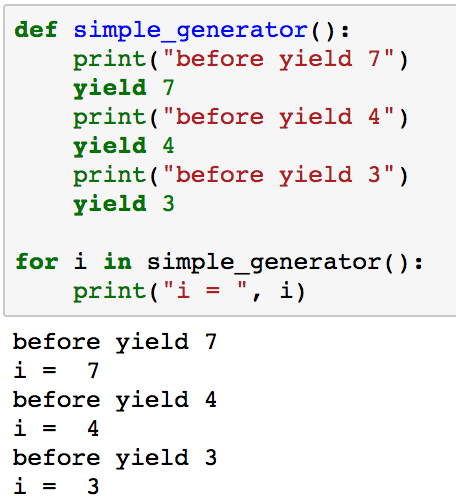 def simple_generator():
    print("before yield 7")
    yield 7
    print("before yield 4")
    yield 4
    print("before yield 3")
    yield 3

for i in simple_generator():
    print("i = ", i)
before yield 7
i =  7
before yield 4
i =  4
before yield 3
i =  3